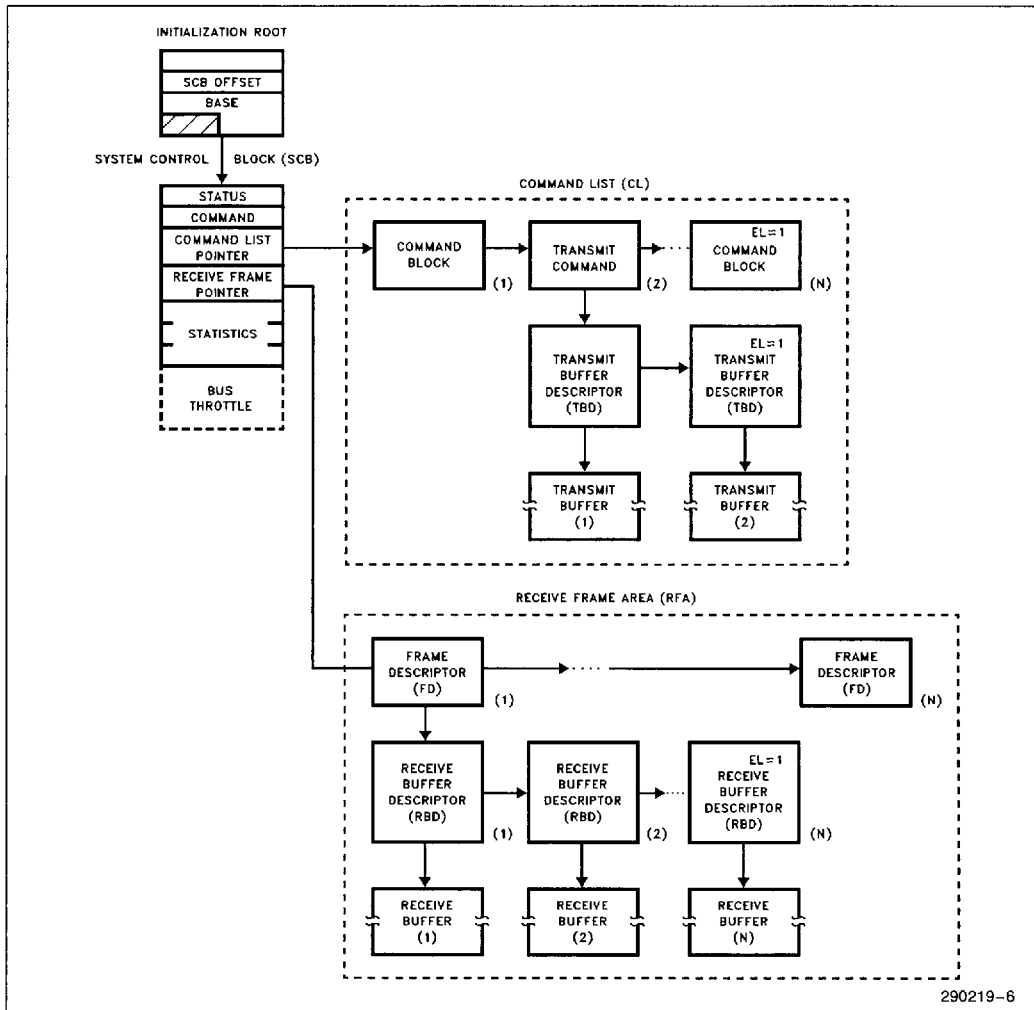 INITIALIZATION ROOT
SCB OFFSET
BASE
SYSTEM CONTROL BLOCK (SCB)
STATUS
COMMAND
COMMAND LIST
POINTER
RECEIVE FRAME
POINTER
STATISTICS
BUS
THROTTLE
COMMAND LIST (CL)
COMMAND
BLOCK
(1)
TRANSMIT
COMMAND
(2)
EL=1
COMMAND
BLOCK
(N)
TRANSMIT
BUFFER
DESCRIPTOR
(TBD)
EL=1
TRANSMIT
BUFFER
DESCRIPTOR
(TBD)
TRANSMIT
BUFFER
(1)
TRANSMIT
BUFFER
(2)
RECEIVE FRAME AREA (RFA)
FRAME
DESCRIPTOR
(FD)
(1)
FRAME
DESCRIPTOR
(FD)
(N)
RECEIVE
BUFFER
DESCRIPTOR
(RBD)
(1)
RECEIVE
BUFFER
DESCRIPTOR
(RBD)
(2)
EL=1
RECEIVE
BUFFER
DESCRIPTOR
(RBD)
(N)
RECEIVE
BUFFER
(1)
RECEIVE
BUFFER
(2)
RECEIVE
BUFFER
(N)
290219-6